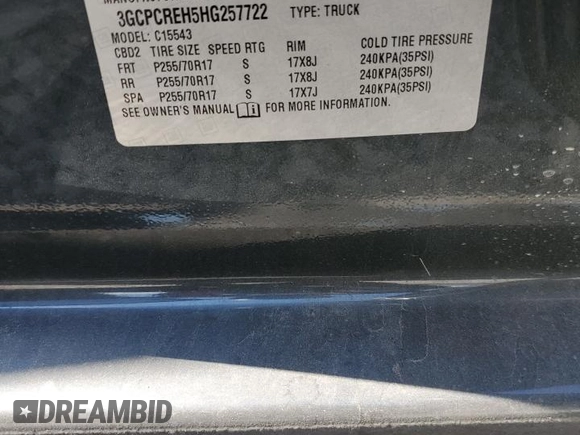 3GCPCREH5HG257722 TYPE: TRUCK
MODEL: C15543
CBD2 TIRE SIZE SPEED RTG RIM COLD TIRE PRESSURE
FRT P255/70R17 S 17X8J 240KPA(35PSI)
RR P255/70R17 S 17X8J 240KPA(35PSI)
SPA P255/70R17 S 17X7J 240KPA(35PSI)
SEE OWNER'S MANUAL FOR MORE INFORMATION.
DREAMBID